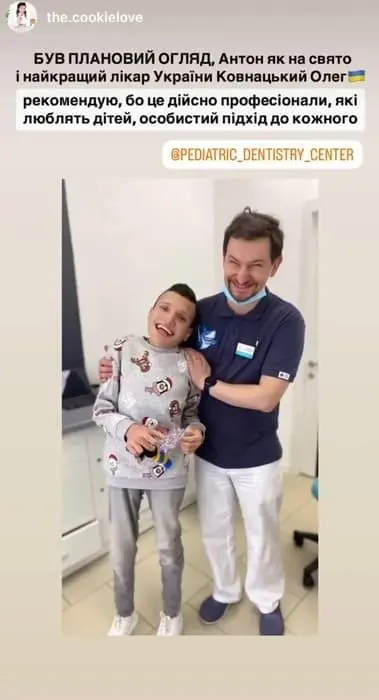 the.cookielove
БУВ ПЛАНОВИЙ ОГЛЯД, Антон як на свято
і найкращий лікар України Ковнацький Олег🇺🇦
рекомендую, бо це дійсно професіонали, які
люблять дітей, особистий підхід до кожного
@PEDIATRIC_DENTISTRY_CENTER